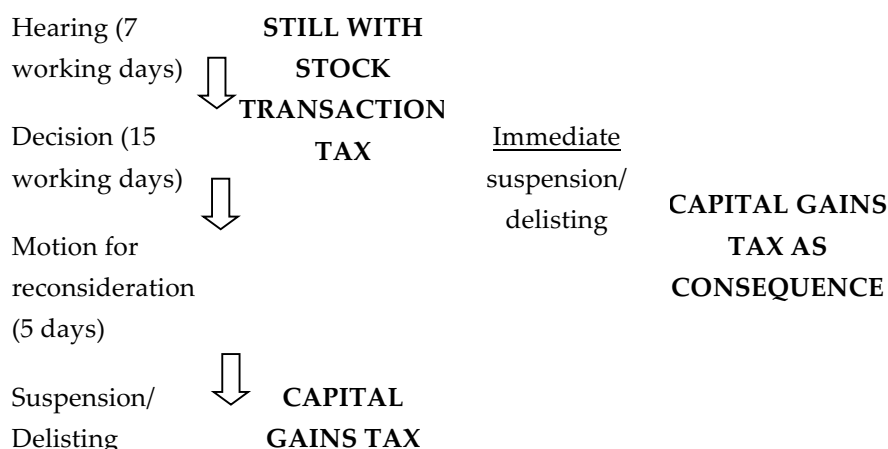 Hearing (7
working days)
STILL WITH
STOCK
TRANSACTION
TAX
Decision (15
working days)
Immediate
suspension/
delisting
CAPITAL GAINS
TAX AS
CONSEQUENCE
Motion for
reconsideration
(5 days)
Suspension/
Delisting
CAPITAL
GAINS TAX